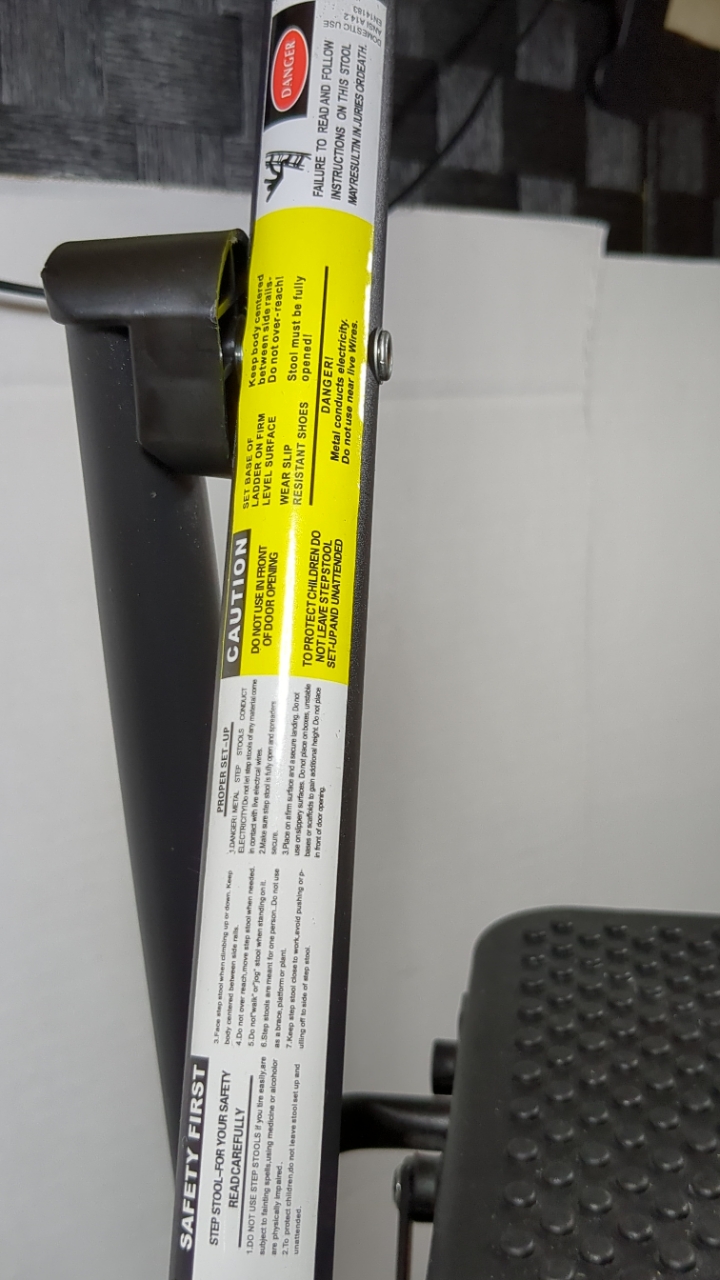 SAFETY FIRST
STEP STOOL-FOR YOUR SAFETY
READCAREFULLY
1.DO NOT USE STEP STOOLS If you tire easily,are
subject to fainting spells,using medicine or alcoholor
are physically impaired.
2.To protect children,do not leave stool set up and
unattended.
3.Face step stool when climbing up or down. Keep
body centered between side rails.
4.Do not over reach,move step stool when needed.
5.Do not"walk" or"jog" stool when standing on it.
6.Step stools are meant for one person..Do not use
as a brace,platform or plant.
7.Keep step stool close to work,avoid pushing or p-
ulling off to side of step stool.
PROPER SET-UP
1.DANGER! METAL STEP STOOLS CONDUCT
ELECTRICITY!Do not let step stools of any material come
in contact with live electrcal wires.
2.Make sure step stool is fully open and spreaders
secure.
3.Place on a firm surface and a secure landing. Do not
use on slippery surfaces. Do not place on boxes, unstable
bases or scaffolds to gain additional height. Do not place
in front of door opening.
CAUTION
DO NOT USE IN FRONT
OF DOOR OPENING
TO PROTECT CHILDREN DO
NOT LEAVE STEPSTOOL
SET-UPAND UNATTENDED
SET BASE OF
LADDER ON FIRM
LEVEL SURFACE
WEAR SLIP
RESISTANT SHOES
Keep body centered
between side rails-
Do not over-reach!
Stool must be fully
opened!
DANGER!
Metal conducts electricity.
Do not use near live Wires.
DANGER
FAILURE TO READ AND FOLLOW
INSTRUCTIONS ON THIS STOOL
MAYRESULTIN INJURIES ORDEATH.
DOMESTIC USE
ANSI A14.2
EN14183